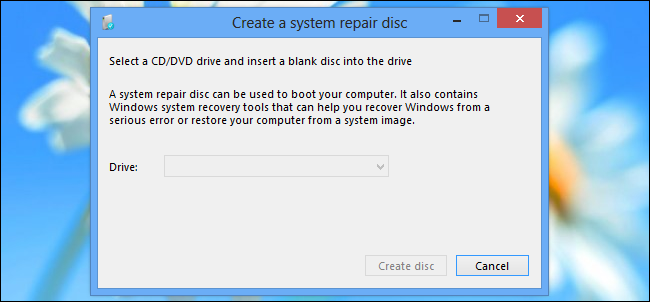 Create a system repair disc
Select a CD/DVD drive and insert a blank disc into the drive
A system repair disc can be used to boot your computer. It also contains
Windows system recovery tools that can help you recover Windows from a
serious error or restore your computer from a system image.
Drive:
Create disc
Cancel